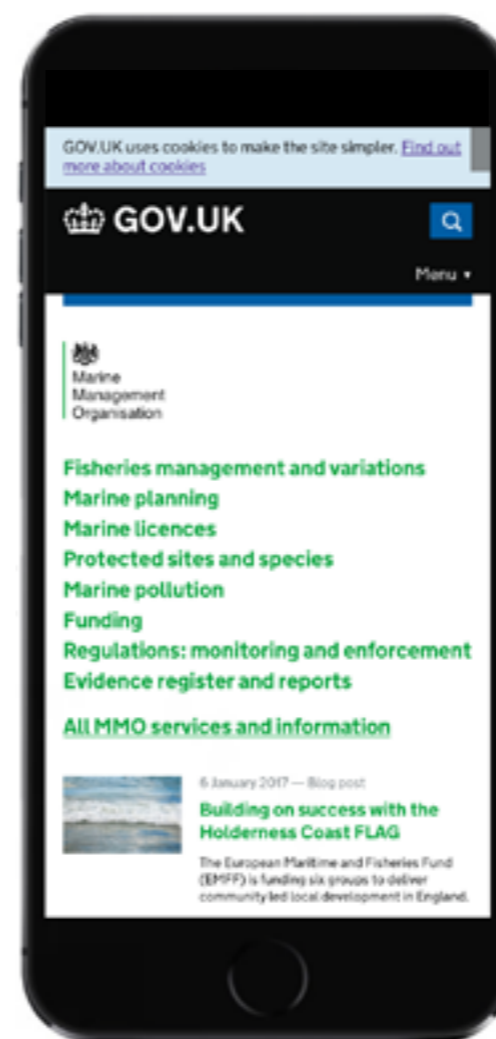 GOV.UK uses cookies to make the site simpler. Find out
more about cookies
GOV.UK
Menu ▾
Marine
Management
Organisation
Fisheries management and variations
Marine planning
Marine licences
Protected sites and species
Marine pollution
Funding
Regulations: monitoring and enforcement
Evidence register and reports
All MMO services and information
6 January 2017 — Blog post
Building on success with the
Holderness Coast FLAG
The European Maritime and Fisheries Fund
(EMFF) is funding six groups to deliver
community led local development in England.